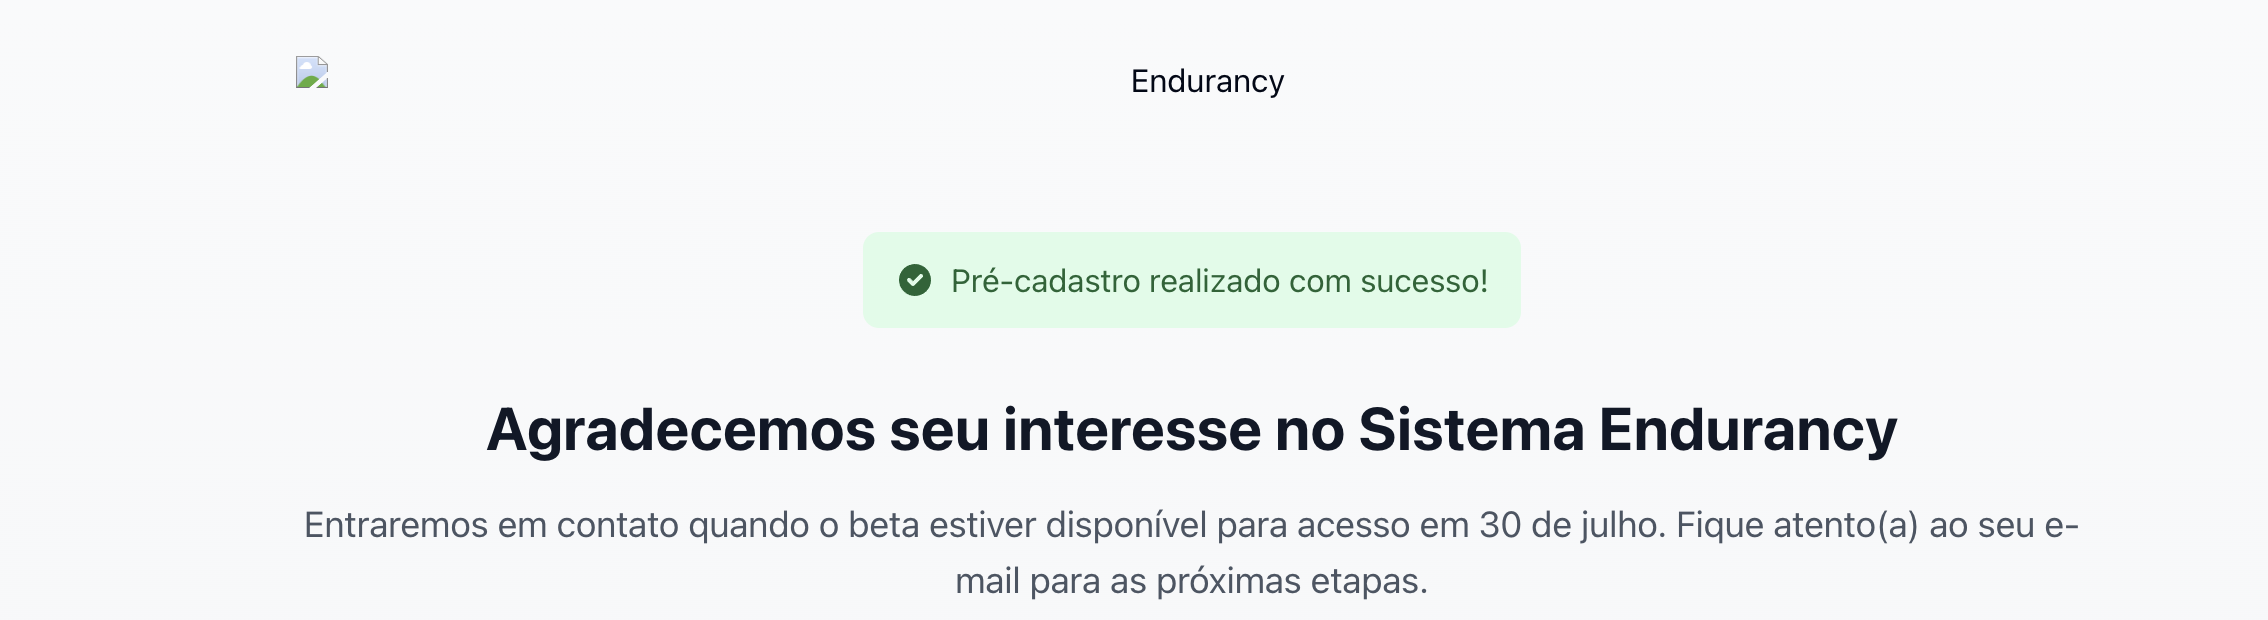 Endurancy
Pré-cadastro realizado com sucesso!
Agradecemos seu interesse no Sistema Endurancy
Entraremos em contato quando o beta estiver disponível para acesso em 30 de julho. Fique atento(a) ao seu e-
mail para as próximas etapas.